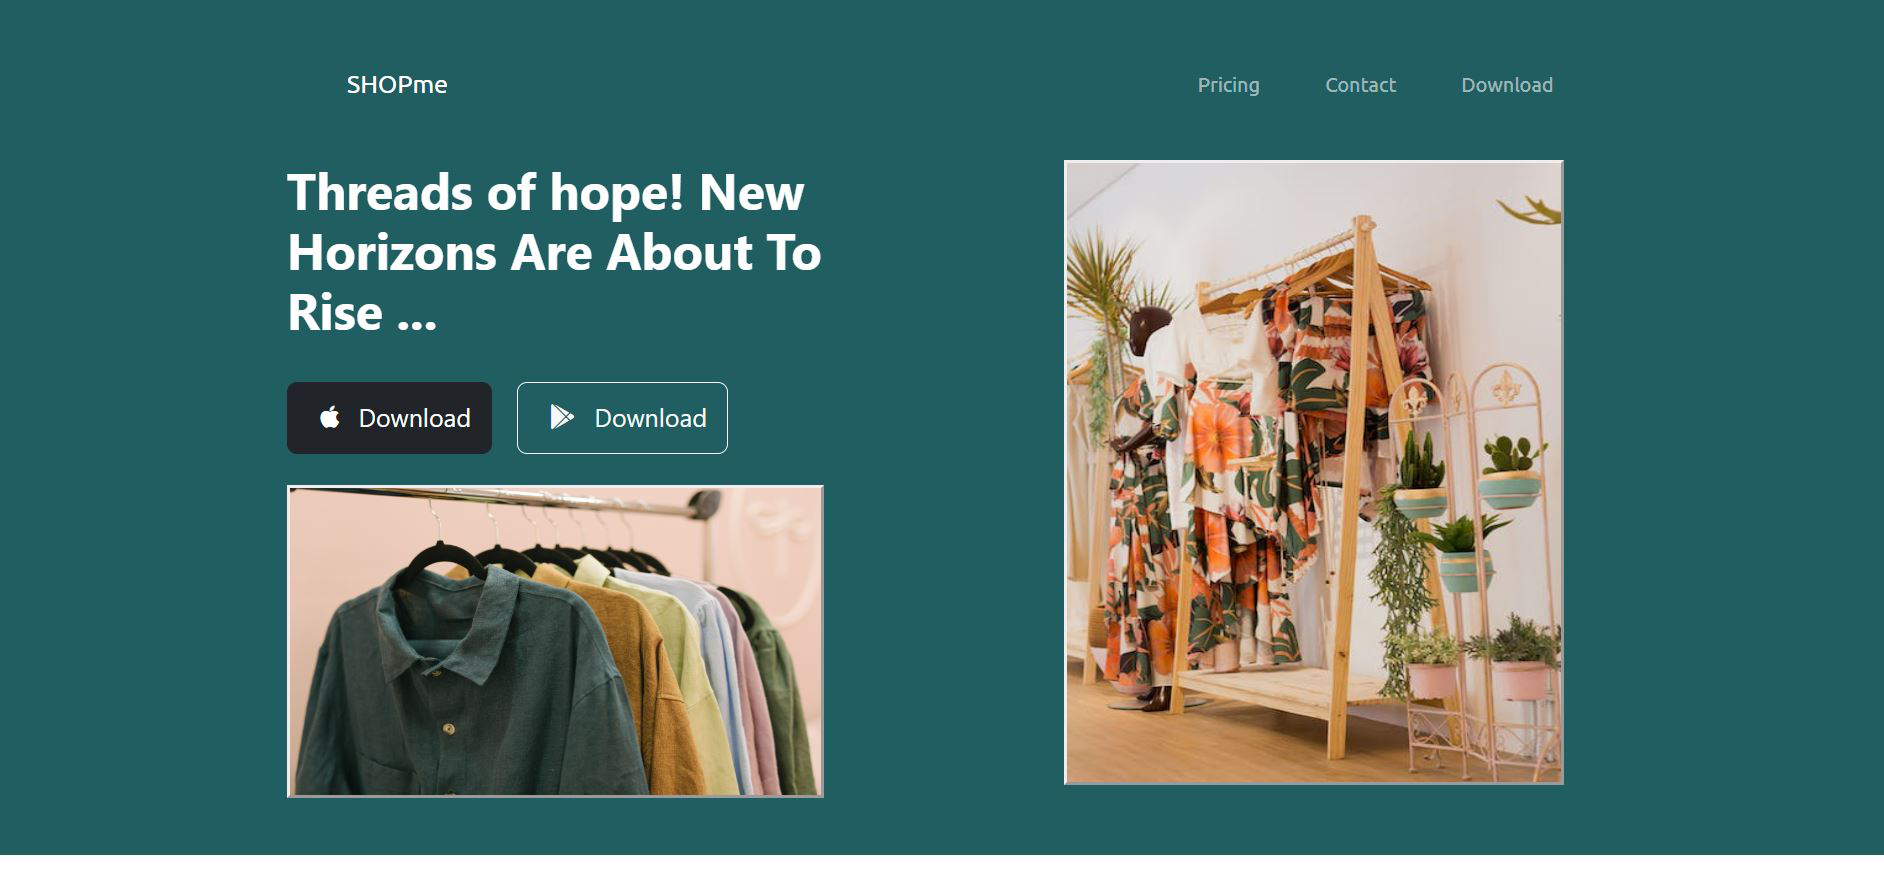 SHOPme
Pricing
Contact
Download
Threads of hope! New
Horizons Are About To
Rise ...
Download
Download